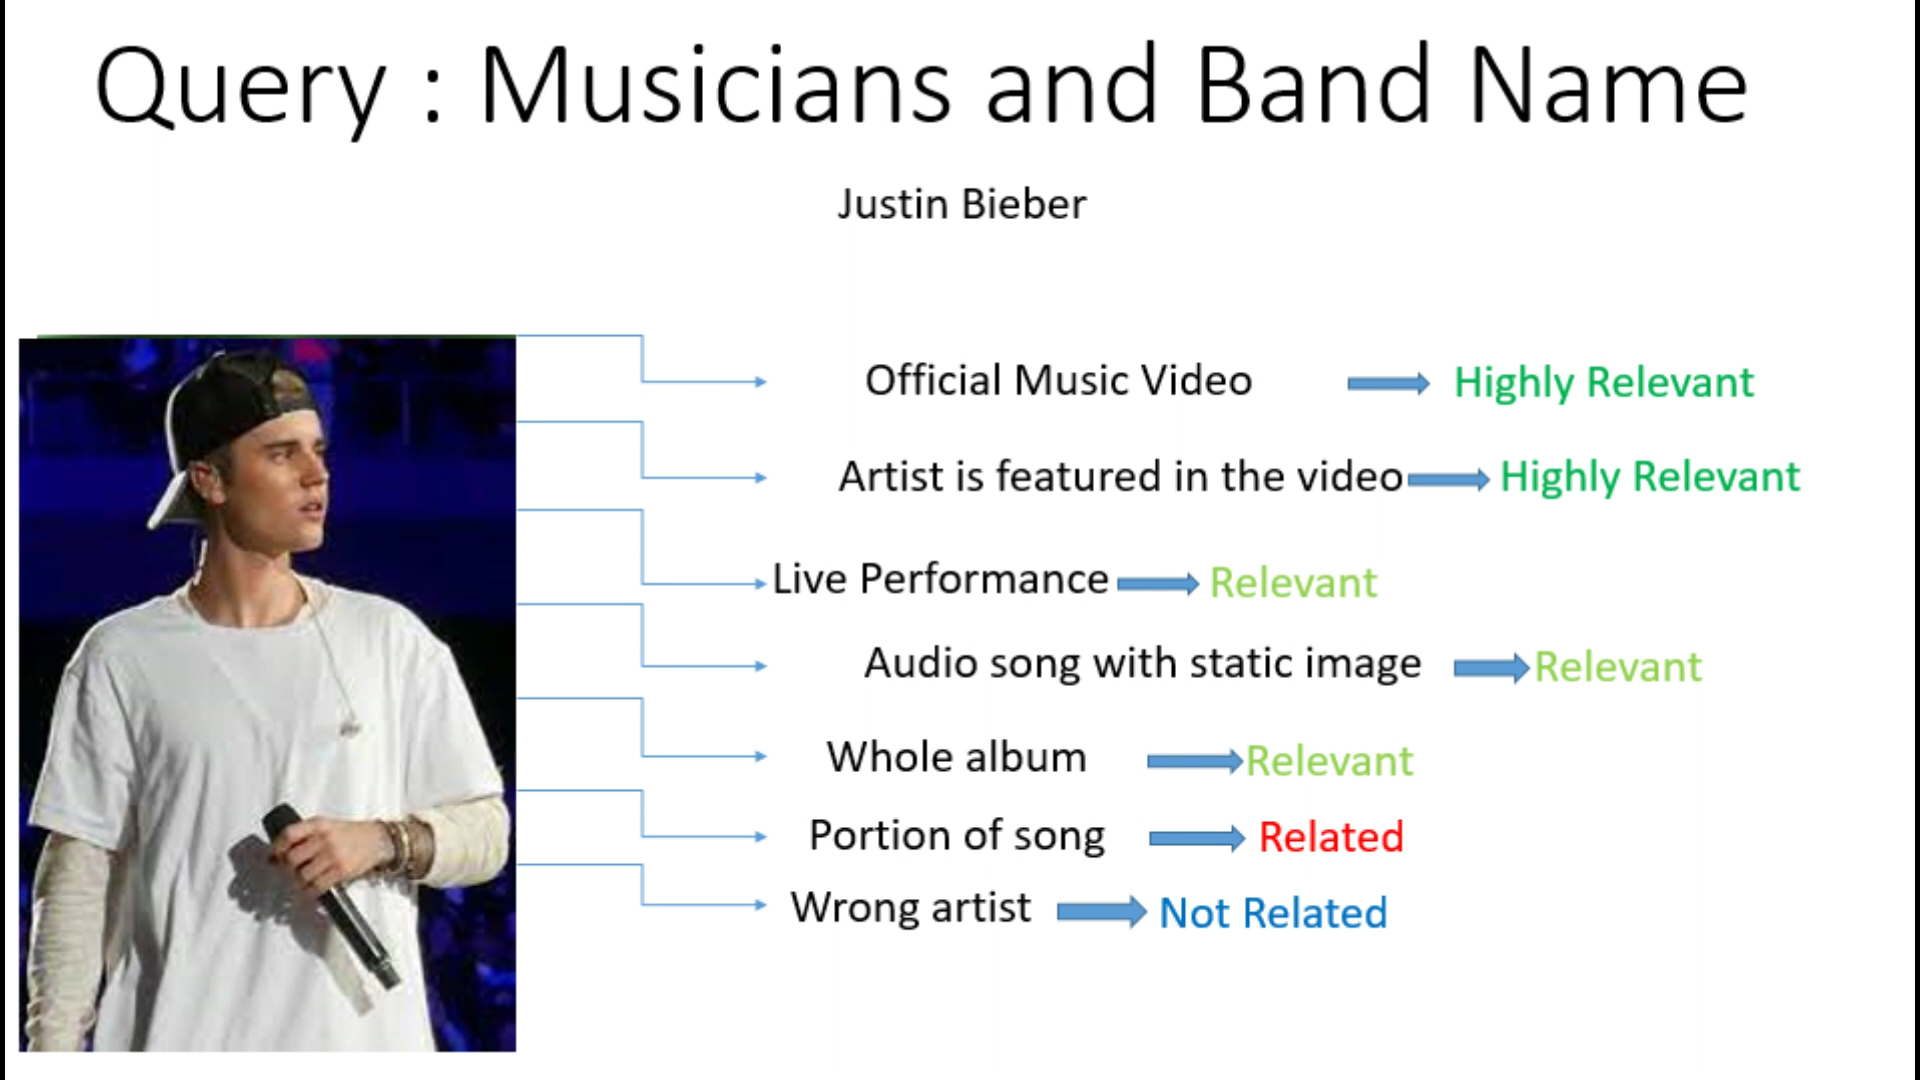 Query : Musicians and Band Name
Justin Bieber
Official Music Video Highly Relevant
Artist is featured in the video Highly Relevant
Live Performance Relevant
Audio song with static image Relevant
Whole album Relevant
Portion of song Related
Wrong artist Not Related